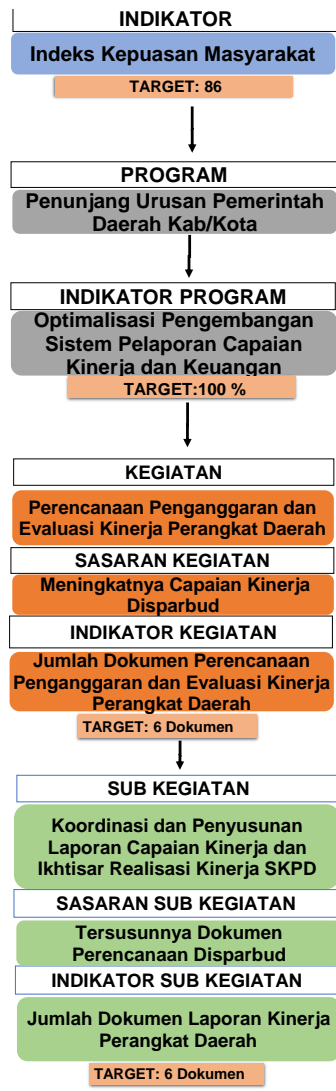 INDIKATOR
Indeks Kepuasan Masyarakat
TARGET: 86
PROGRAM
Penunjang Urusan Pemerintah
Daerah Kab/Kota
INDIKATOR PROGRAM
Optimalisasi Pengembangan
Sistem Pelaporan Capaian
Kinerja dan Keuangan
TARGET:100 %
KEGIATAN
Perencanaan Penganggaran dan
Evaluasi Kinerja Perangkat Daerah
SASARAN KEGIATAN
Meningkatnya Capaian Kinerja
Disparbud
INDIKATOR KEGIATAN
Jumlah Dokumen Perencanaan
Penganggaran dan Evaluasi Kinerja
Perangkat Daerah
TARGET: 6 Dokumen
SUB KEGIATAN
Koordinasi dan Penyusunan
Laporan Capaian Kinerja dan
Ikhtisar Realisasi Kinerja SKPD
SASARAN SUB KEGIATAN
Tersusunnya Dokumen
Perencanaan Disparbud
INDIKATOR SUB KEGIATAN
Jumlah Dokumen Laporan Kinerja
Perangkat Daerah
TARGET: 6 Dokumen